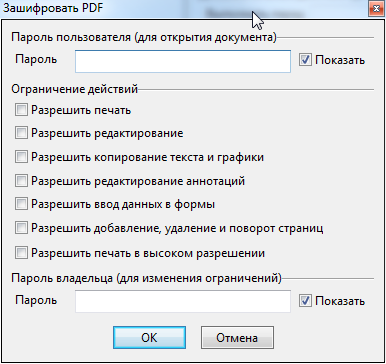 Зашифровать PDF
Пароль пользователя (для открытия документа)
Пароль
Показать
Ограничение действий
Разрешить печать
Разрешить редактирование
Разрешить копирование текста и графики
Разрешить редактирование аннотаций
Разрешить ввод данных в формы
Разрешить добавление, удаление и поворот страниц
Разрешить печать в высоком разрешении
Пароль владельца (для изменения ограничений)
Пароль
Показать
OK
Отмена